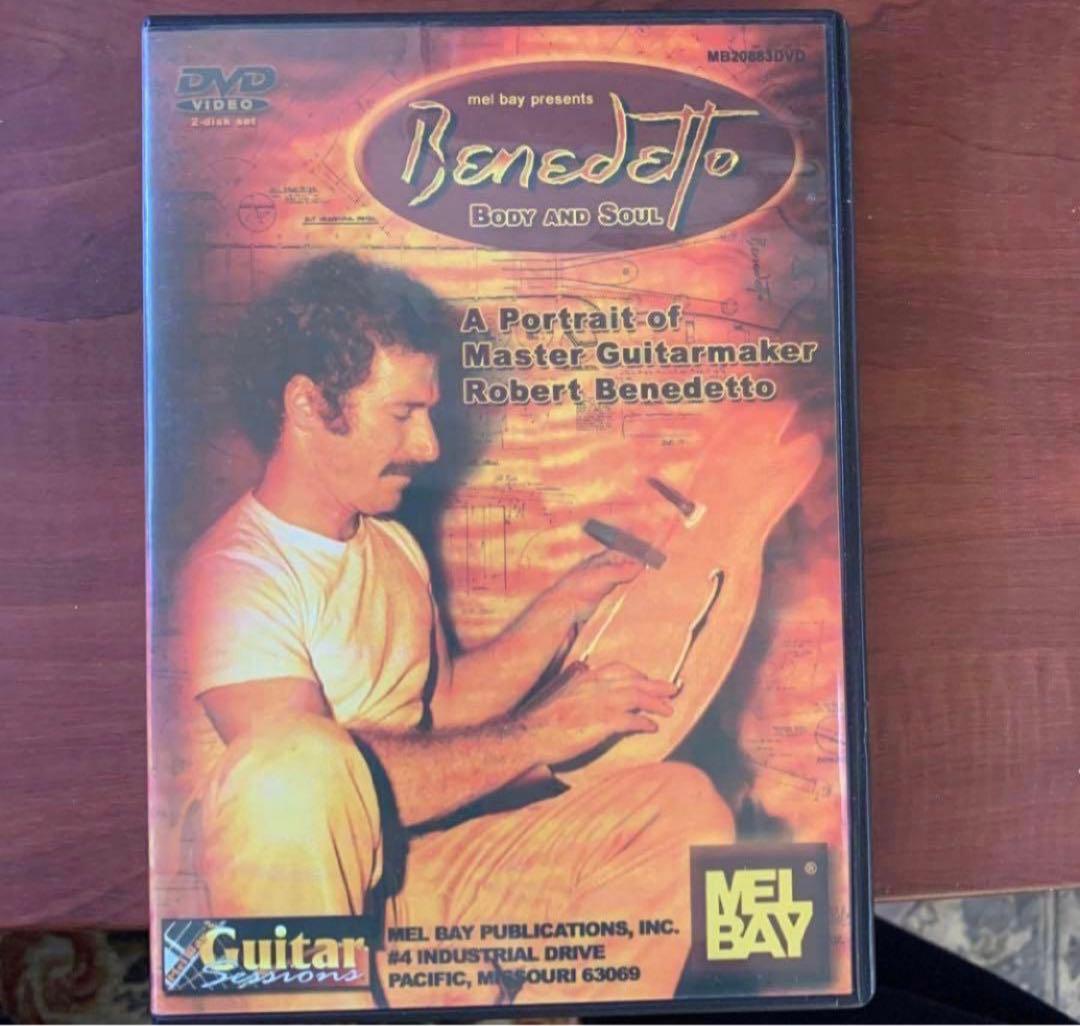 MB20883DVD
DVD
VIDEO
2-disk set
mel bay presents
Benedetto
BODY AND SOUL
Benedetto
A Portrait of
Master Guitarmaker
Robert Benedetto
MEL
BAY
®
Guitar
Sessions
MEL BAY PUBLICATIONS, INC.
#4 INDUSTRIAL DRIVE
PACIFIC, MISSOURI 63069